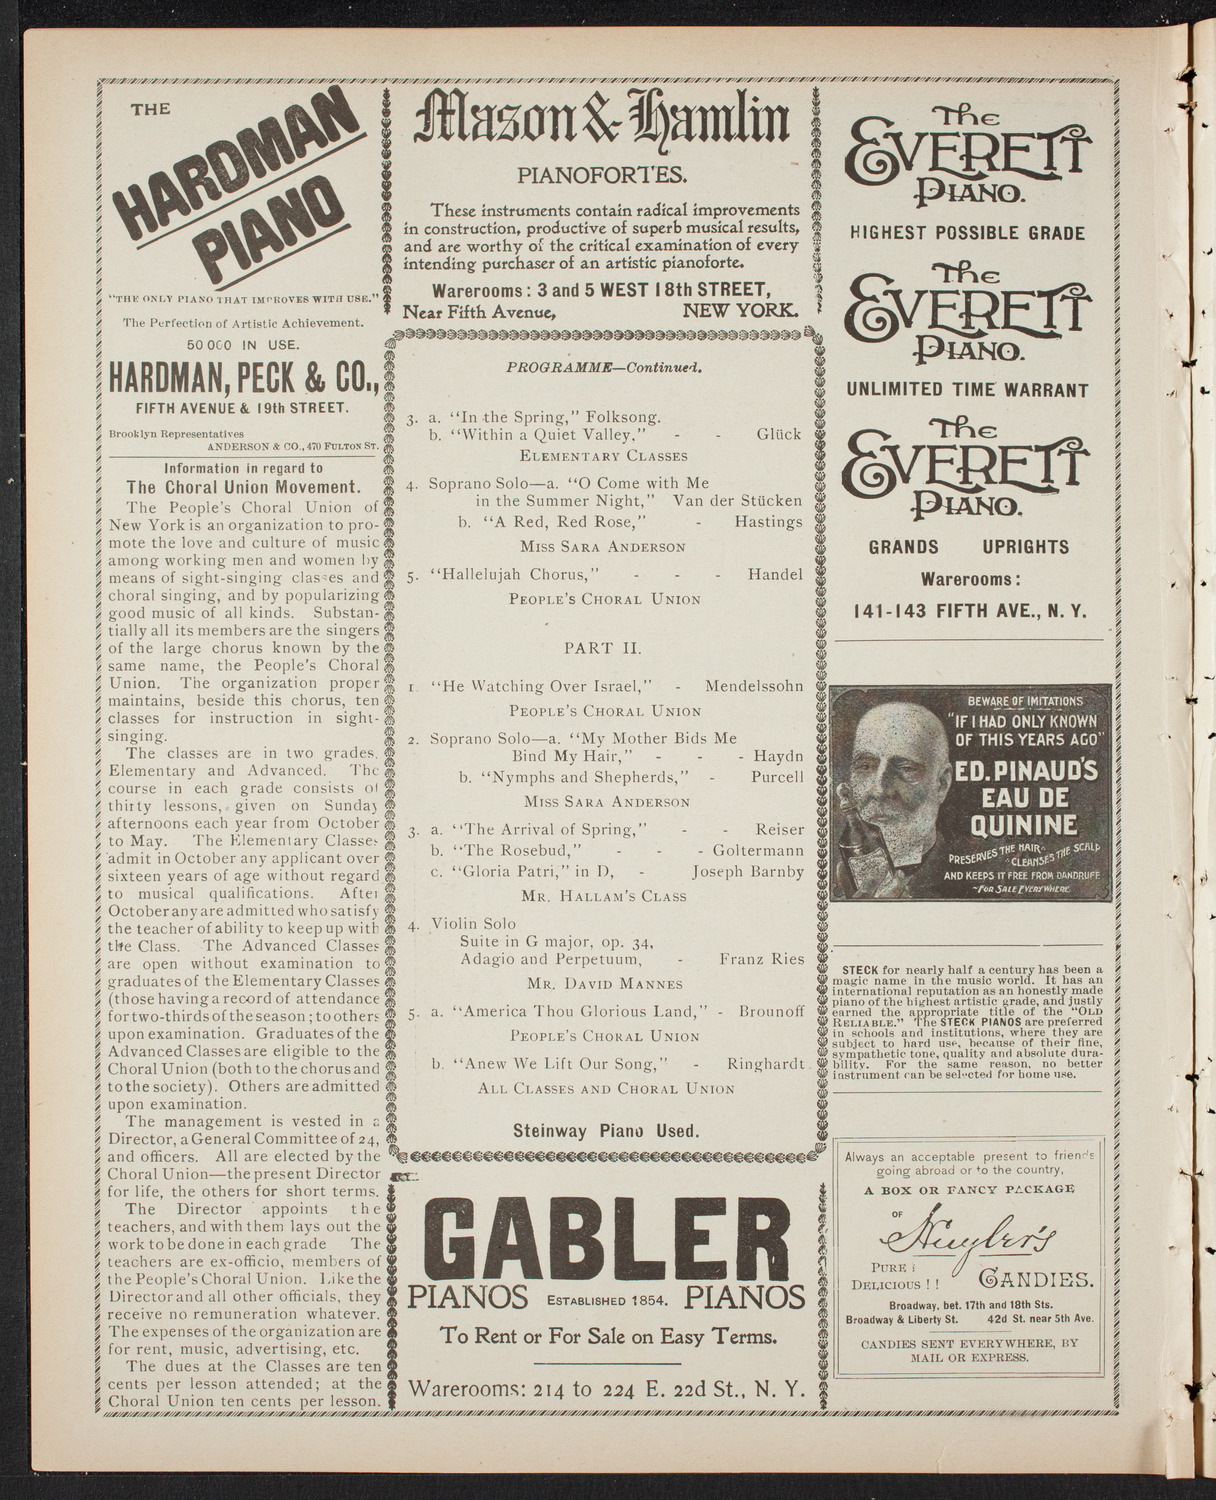 THE
HARDMAN
PIANO
"THE ONLY PIANO THAT IMPROVES WITH USE."
The Perfection of Artistic Achievement.
50000 IN USE.
HARDMAN, PECK & CO.,
FIFTH AVENUE & 19th STREET.
Brooklyn Representatives
ANDERSON & CO., 470 FULTON ST.
Information in regard to
The Choral Union Movement.
The People's Choral Union of
New York is an organization to pro-
mote the love and culture of music
among working men and women by
means of sight-singing classes and
choral singing, and by popularizing
good music of all kinds. Substan-
tially all its members are the singers
of the large chorus known by the
same name, the People's Choral
Union. The organization proper
maintains, beside this chorus, ten
classes for instruction in sight-
singing.
The classes are in two grades,
Elementary and Advanced. The
course in each grade consists of
thirty lessons, given on Sunday
afternoons each year from October
to May. The Elementary Classes
admit in October any applicant over
sixteen years of age without regard
to musical qualifications. After
October any are admitted who satisfy
the teacher of ability to keep up with
the Class. The Advanced Classes
are open without examination to
graduates of the Elementary Classes
(those having a record of attendance
for two-thirds of the season; to others
upon examination. Graduates of the
Advanced Classes are eligible to the
Choral Union (both to the chorus and
to the society). Others are admitted
upon examination.
The management is vested in a
Director, a General Committee of 24,
and officers. All are elected by the
Choral Union—the present Director
for life, the others for short terms.
The Director appoints the
teachers, and with them lays out the
work to be done in each grade The
teachers are ex-officio, members of
the People's Choral Union. Like the
Director and all other officials, they
receive no remuneration whatever.
The expenses of the organization are
for rent, music, advertising, etc.
The dues at the Classes are ten
cents per lesson attended; at the
Choral Union ten cents per lesson.
Mason & Hamlin
PIANOFORTES.
These instruments contain radical improvements
in construction, productive of superb musical results,
and are worthy of the critical examination of every
intending purchaser of an artistic pianoforte.
Warerooms: 3 and 5 WEST 18th STREET,
Near Fifth Avenue, NEW YORK.
PROGRAMME—Continued.
3. a. "In the Spring," Folksong.
b. "Within a Quiet Valley," - - Glück
ELEMENTARY CLASSES
4. Soprano Solo—a. "O Come with Me
in the Summer Night," Van der Stücken
b. "A Red, Red Rose," - Hastings
MISS SARA ANDERSON
5. "Hallelujah Chorus," - - - Handel
PEOPLE'S CHORAL UNION
PART II.
1. "He Watching Over Israel," - Mendelssohn
PEOPLE'S CHORAL UNION
2. Soprano Solo—a. "My Mother Bids Me
Bind My Hair," - - - Haydn
b. "Nymphs and Shepherds," - Purcell
MISS SARA ANDERSON
3. a. "The Arrival of Spring," - - Reiser
b. "The Rosebud," - - - Goltermann
c. "Gloria Patri," in D, - Joseph Barnby
MR. HALLAM'S CLASS
4. Violin Solo
Suite in G major, op. 34,
Adagio and Perpetuum, - Franz Ries
MR. DAVID MANNES
5. a. "America Thou Glorious Land," - Brounoff
PEOPLE'S CHORAL UNION
b. "Anew We Lift Our Song," - Ringhardt
ALL CLASSES AND CHORAL UNION
Steinway Piano Used.
GABLER
PIANOS ESTABLISHED 1854. PIANOS
To Rent or For Sale on Easy Terms.
Warerooms: 214 to 224 E. 22d St., N. Y.
The
EVERETT
PIANO.
HIGHEST POSSIBLE GRADE
The
EVERETT
PIANO.
UNLIMITED TIME WARRANT
The
EVERETT
PIANO.
GRANDS UPRIGHTS
Warerooms:
141-143 FIFTH AVE., N. Y.
BEWARE OF IMITATIONS
"IF I HAD ONLY KNOWN
OF THIS YEARS AGO"
ED. PINAUD'S
EAU DE
QUININE
PRESERVES THE HAIR
CLEANSES THE SCALP
AND KEEPS IT FREE FROM DANDRUFF
~FOR SALE EVERYWHERE
STECK for nearly half a century has been a
magic name in the music world. It has an
international reputation as an honestly made
piano of the highest artistic grade, and justly
earned the appropriate title of the "OLD
RELIABLE." The STECK PIANOS are preferred
in schools and institutions, where they are
subject to hard use, because of their fine,
sympathetic tone, quality and absolute dura-
bility. For the same reason, no better
instrument can be selected for home use.
Always an acceptable present to friends
going abroad or to the country,
A BOX OR FANCY PACKAGE
OF
Huyler's
PURE !
DELICIOUS ! !
CANDIES.
Broadway, bet. 17th and 18th Sts.
Broadway & Liberty St. 42d St. near 5th Ave.
CANDIES SENT EVERYWHERE, BY
MAIL OR EXPRESS.